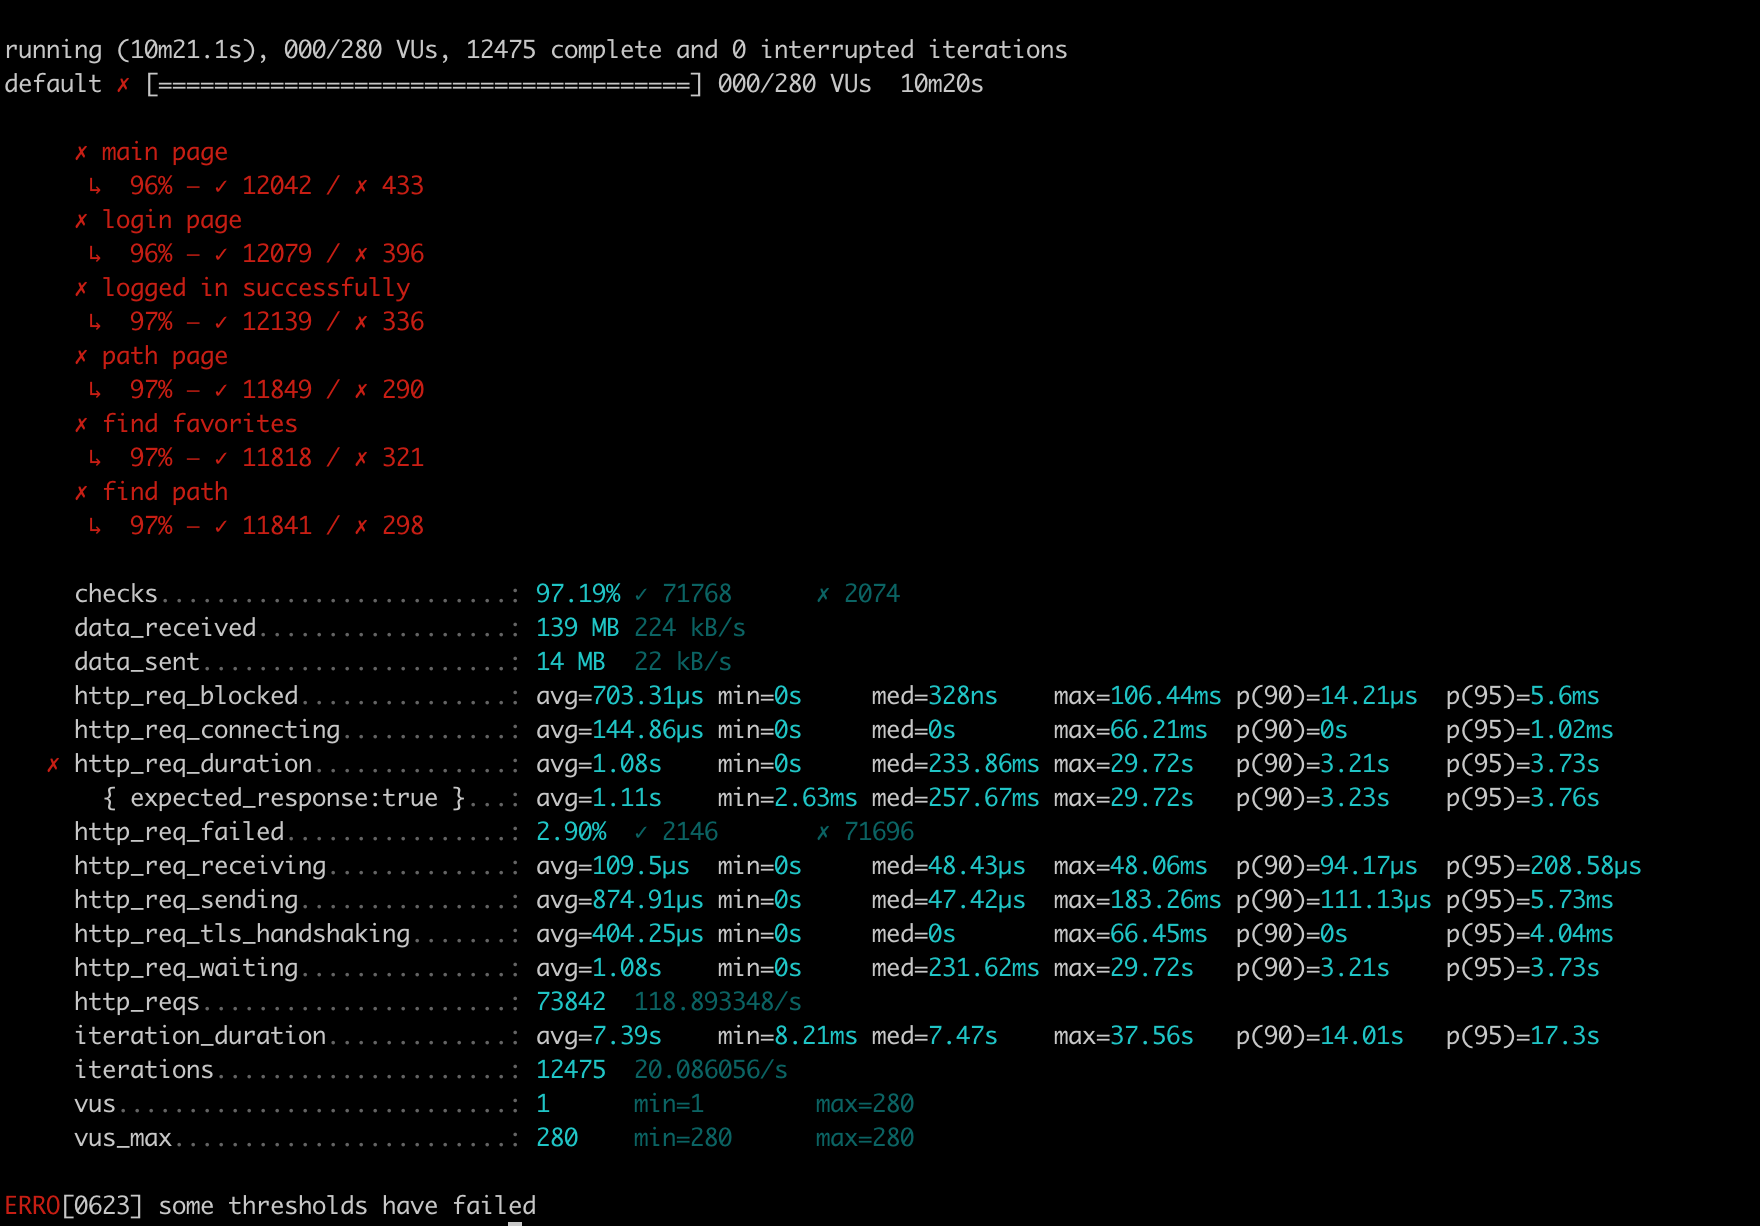 running (10m21.1s), 000/280 VUs, 12475 complete and 0 interrupted iterations
default ✗ [======================================] 000/280 VUs  10m20s
✗ main page
↳  96% — ✓ 12042 / ✗ 433
✗ login page
↳  96% — ✓ 12079 / ✗ 396
✗ logged in successfully
↳  97% — ✓ 12139 / ✗ 336
✗ path page
↳  97% — ✓ 11849 / ✗ 290
✗ find favorites
↳  97% — ✓ 11818 / ✗ 321
✗ find path
↳  97% — ✓ 11841 / ✗ 298
checks.........................: 97.19% ✓ 71768      ✗ 2074
data_received..................: 139 MB 224 kB/s
data_sent......................: 14 MB  22 kB/s
http_req_blocked...............: avg=703.31µs min=0s     med=328ns    max=106.44ms p(90)=14.21µs  p(95)=5.6ms
http_req_connecting............: avg=144.86µs min=0s     med=0s       max=66.21ms  p(90)=0s       p(95)=1.02ms
✗ http_req_duration..............: avg=1.08s    min=0s     med=233.86ms max=29.72s   p(90)=3.21s    p(95)=3.73s
{ expected_response:true }...: avg=1.11s    min=2.63ms med=257.67ms max=29.72s   p(90)=3.23s    p(95)=3.76s
http_req_failed................: 2.90%  ✓ 2146       ✗ 71696
http_req_receiving.............: avg=109.5µs  min=0s     med=48.43µs  max=48.06ms  p(90)=94.17µs  p(95)=208.58µs
http_req_sending...............: avg=874.91µs min=0s     med=47.42µs  max=183.26ms p(90)=111.13µs p(95)=5.73ms
http_req_tls_handshaking.......: avg=404.25µs min=0s     med=0s       max=66.45ms  p(90)=0s       p(95)=4.04ms
http_req_waiting...............: avg=1.08s    min=0s     med=231.62ms max=29.72s   p(90)=3.21s    p(95)=3.73s
http_reqs......................: 73842  118.893348/s
iteration_duration.............: avg=7.39s    min=8.21ms med=7.47s    max=37.56s   p(90)=14.01s   p(95)=17.3s
iterations.....................: 12475  20.086056/s
vus............................: 1      min=1        max=280
vus_max........................: 280    min=280      max=280
ERRO[0623] some thresholds have failed